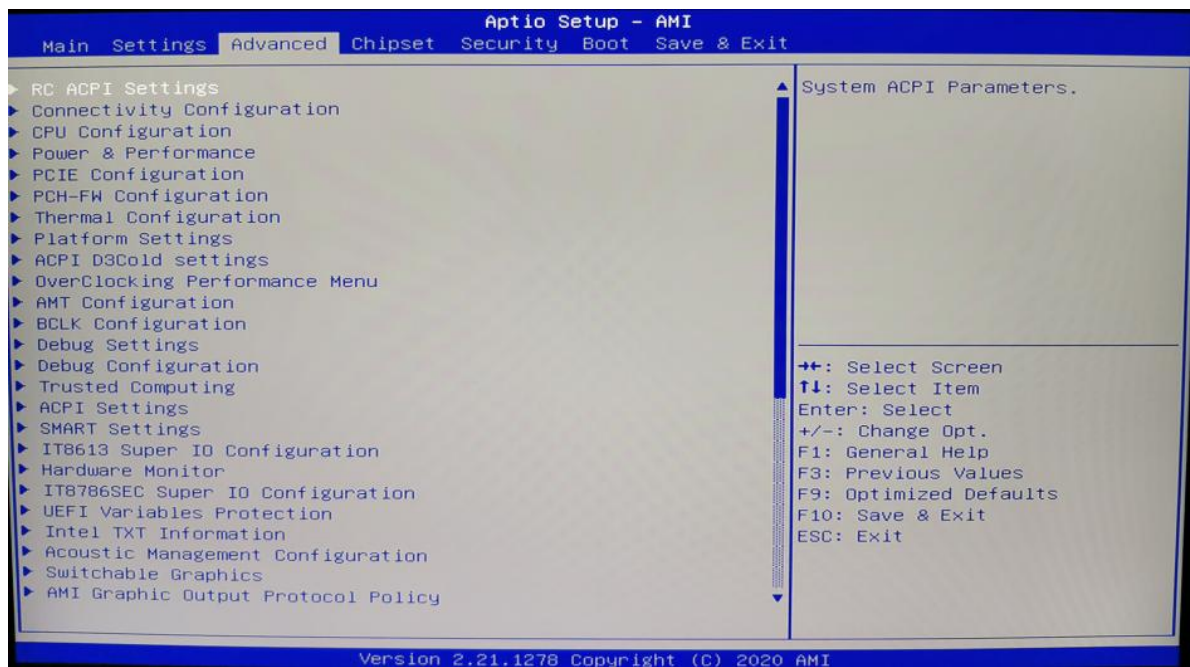 Aptio Setup - AMI
Main Settings Advanced Chipset Security Boot Save & Exit
RC ACPI Settings
Connectivity Configuration
CPU Configuration
Power & Performance
PCIE Configuration
PCH-FW Configuration
Thermal Configuration
Platform Settings
ACPI D3Cold settings
OverClocking Performance Menu
AMT Configuration
BCLK Configuration
Debug Settings
Debug Configuration
Trusted Computing
ACPI Settings
SMART Settings
IT8613 Super IO Configuration
Hardware Monitor
IT8786SEC Super IO Configuration
UEFI Variables Protection
Intel TXT Information
Acoustic Management Configuration
Switchable Graphics
AMI Graphic Output Protocol Policy
System ACPI Parameters.
→←: Select Screen
↑↓: Select Item
Enter: Select
+/-: Change Opt.
F1: General Help
F3: Previous Values
F9: Optimized Defaults
F10: Save & Exit
ESC: Exit
Version 2.21.1278 Copyright (C) 2020 AMI